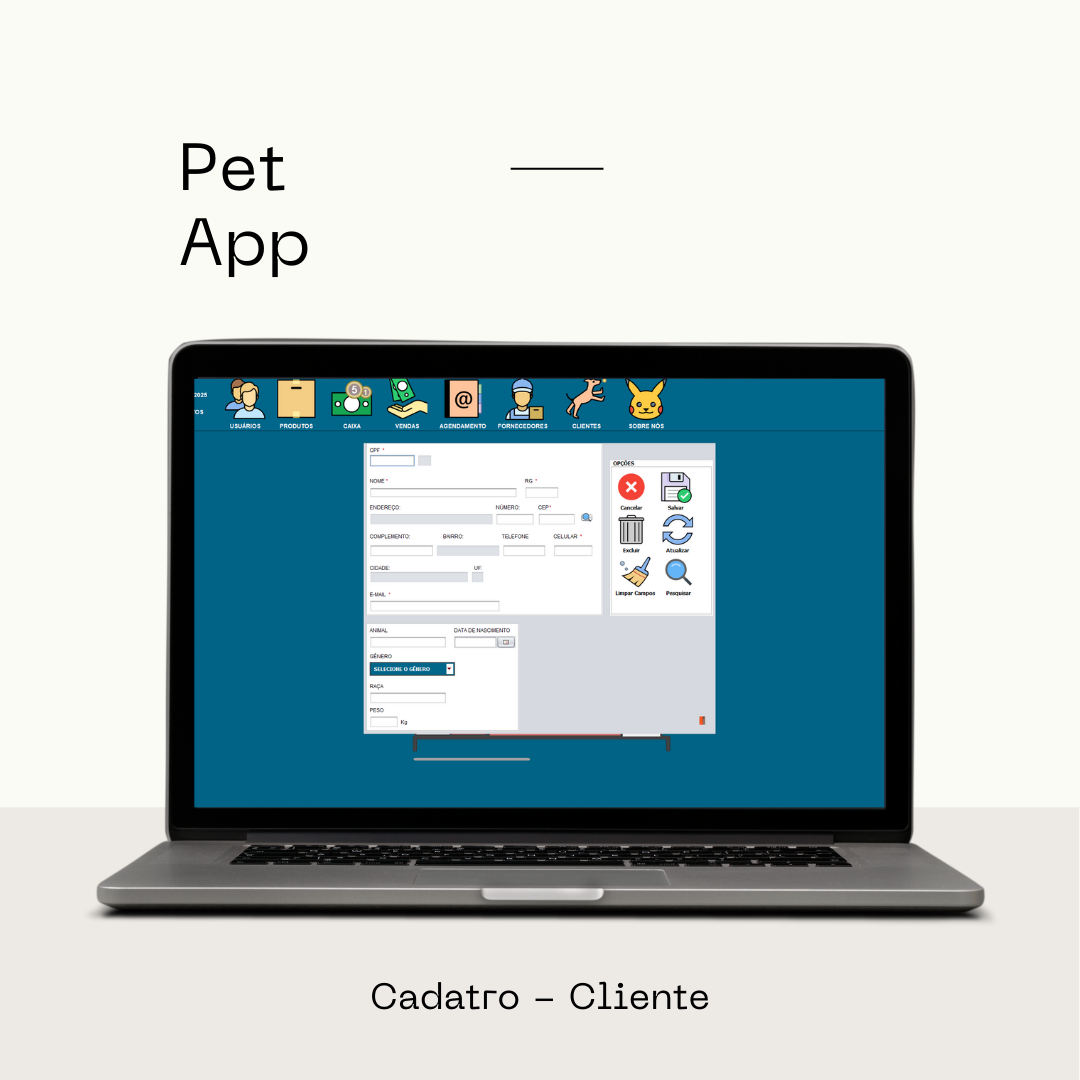 Pet
App
2025
TOS
USUÁRIOS PRODUTOS CAIXA VENDAS AGENDAMENTO FORNECEDORES CLIENTES SOBRE NÓS
CPF *
NOME * RG *
ENDEREÇO: NÚMERO: CEP*
COMPLEMENTO: BAIRRO: TELEFONE CELULAR *
CIDADE: UF
E-MAIL *
OPÇÕES
Cancelar Salvar
Excluir Atualizar
Limpar Campos Pesquisar
ANIMAL DATA DE NASCIMENTO
GÊNERO
SELECIONE O GÊNERO
RAÇA
PESO
Kg
Cadatro - Cliente